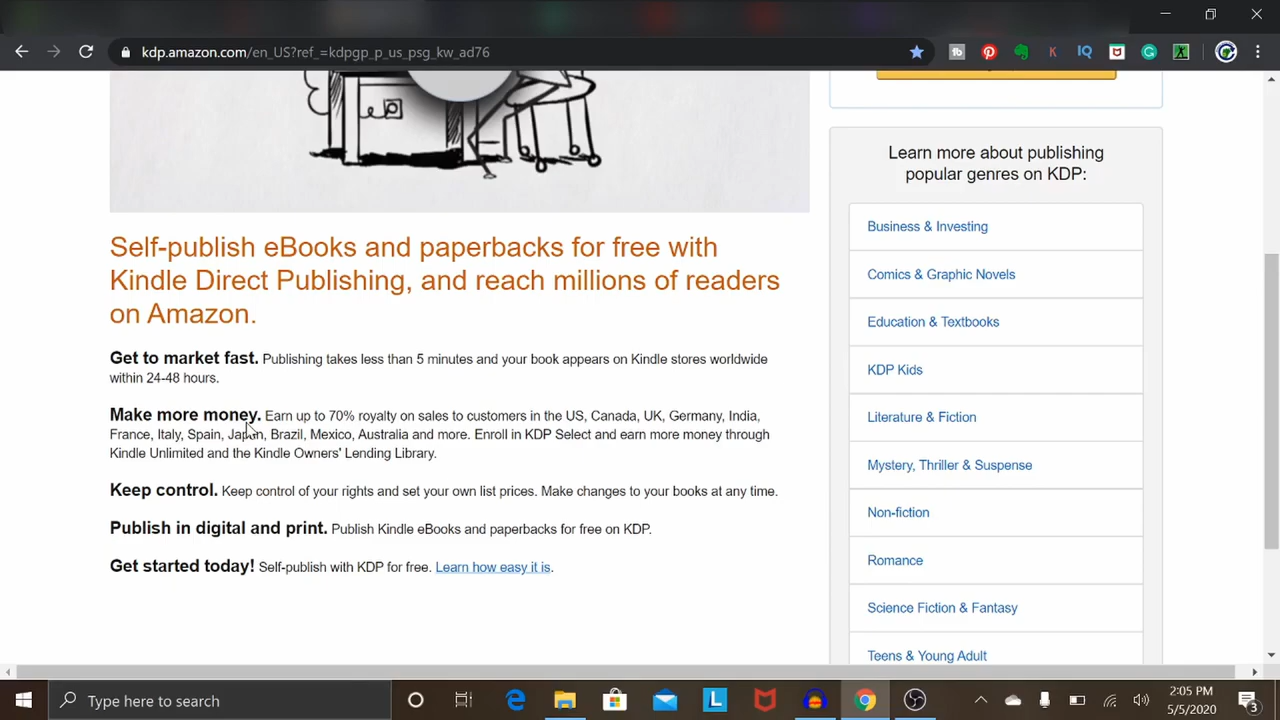 kdp.amazon.com/en_US?ref_=kdpgp_p_us_psg_kw_ad76
Learn more about publishing
popular genres on KDP:
Business & Investing
Comics & Graphic Novels
Education & Textbooks
KDP Kids
Literature & Fiction
Mystery, Thriller & Suspense
Non-fiction
Romance
Science Fiction & Fantasy
Teens & Young Adult
Self-publish eBooks and paperbacks for free with
Kindle Direct Publishing, and reach millions of readers
on Amazon.
Get to market fast. Publishing takes less than 5 minutes and your book appears on Kindle stores worldwide
within 24-48 hours.
Make more money. Earn up to 70% royalty on sales to customers in the US, Canada, UK, Germany, India,
France, Italy, Spain, Japan, Brazil, Mexico, Australia and more. Enroll in KDP Select and earn more money through
Kindle Unlimited and the Kindle Owners' Lending Library.
Keep control. Keep control of your rights and set your own list prices. Make changes to your books at any time.
Publish in digital and print. Publish Kindle eBooks and paperbacks for free on KDP.
Get started today! Self-publish with KDP for free. Learn how easy it is.
Type here to search
2:05 PM
5/5/2020